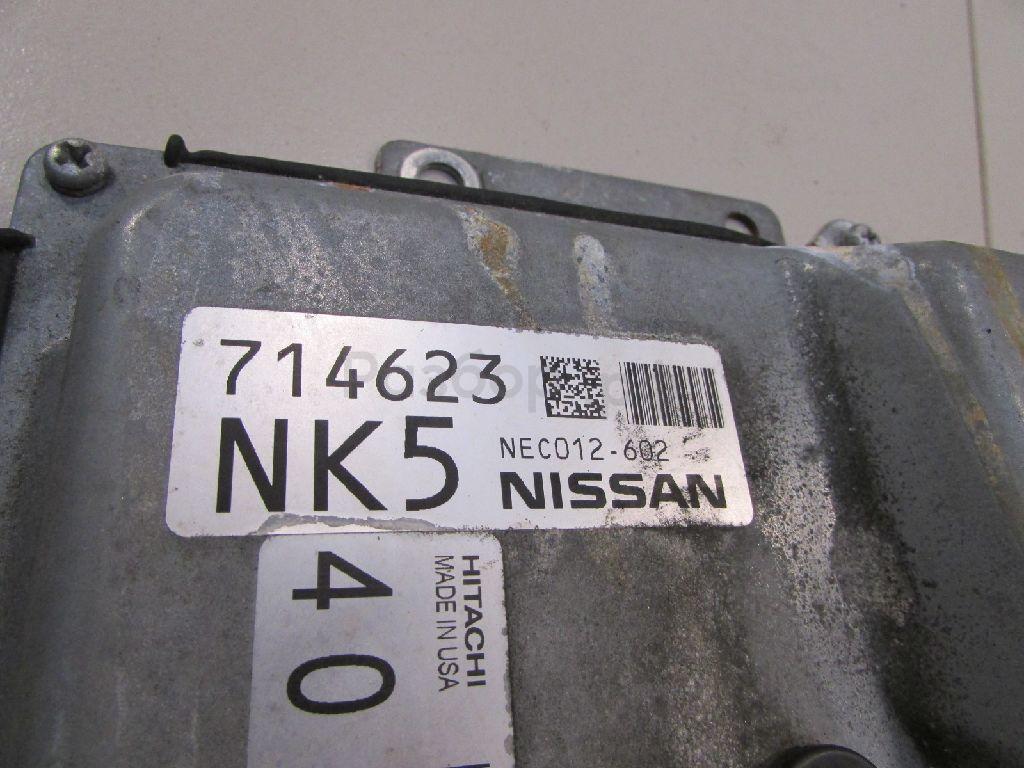 714623
NK5
NEC012-602
NISSAN
40
HITACHI
MADE IN USA